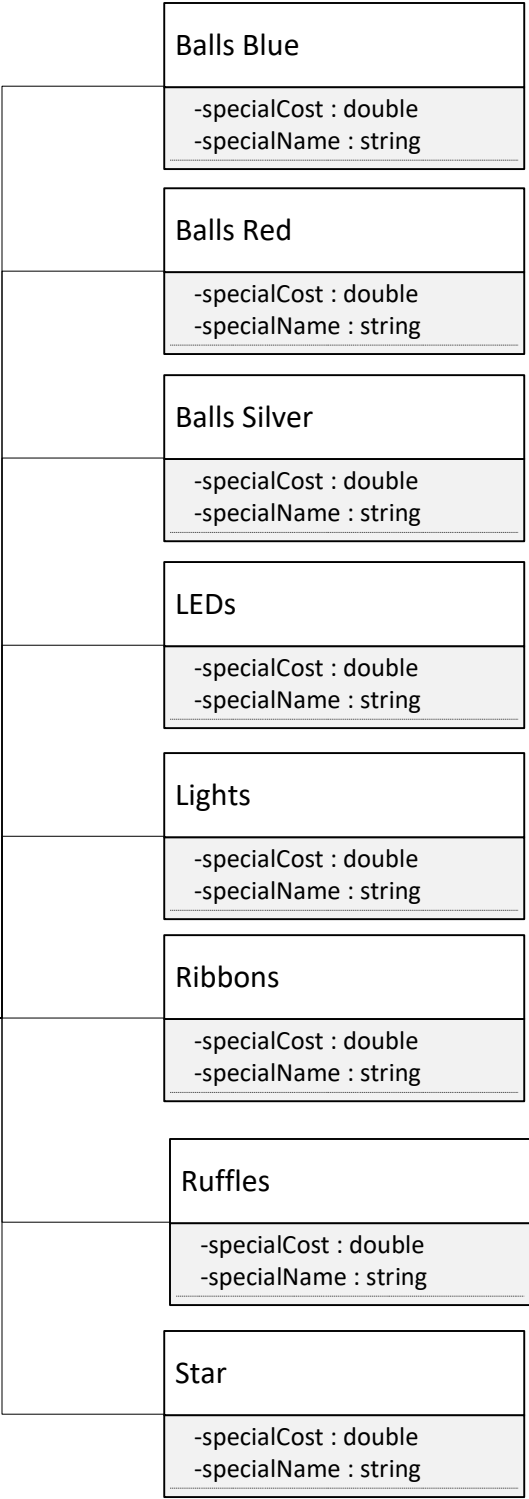 Balls Blue
-specialCost : double
-specialName : string
Balls Red
-specialCost : double
-specialName : string
Balls Silver
-specialCost : double
-specialName : string
LEDs
-specialCost : double
-specialName : string
Lights
-specialCost : double
-specialName : string
Ribbons
-specialCost : double
-specialName : string
Ruffles
-specialCost : double
-specialName : string
Star
-specialCost : double
-specialName : string